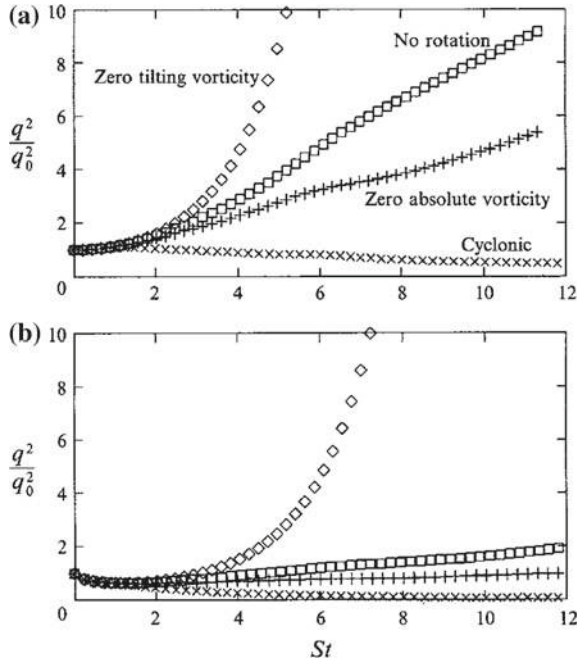 (a)
10
No rotation
Zero tilting vorticity
8
6
q²
q₀²
4
Zero absolute vorticity
2
Cyclonic
0
2 4 6 8 10 12
(b)
10
8
6
q²
q₀²
4
2
0
2 4 6 8 10 12
St